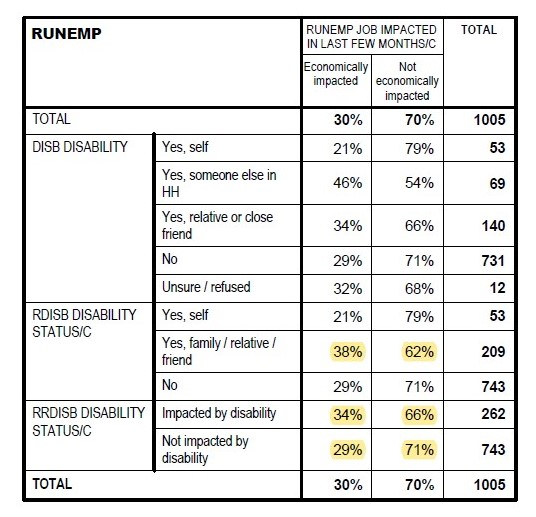 RUNEMP
RUNEMP JOB IMPACTED
IN LAST FEW MONTHS/C
TOTAL
Economically
impacted
Not
economically
impacted
TOTAL 30% 70% 1005
DISB DISABILITY Yes, self 21% 79% 53
Yes, someone else in
HH 46% 54% 69
Yes, relative or close
friend 34% 66% 140
No 29% 71% 731
Unsure / refused 32% 68% 12
RDISB DISABILITY
STATUS/C
Yes, self 21% 79% 53
Yes, family / relative /
friend 38% 62% 209
No 29% 71% 743
RRDISB DISABILITY
STATUS/C
Impacted by disability 34% 66% 262
Not impacted by
disability 29% 71% 743
TOTAL 30% 70% 1005